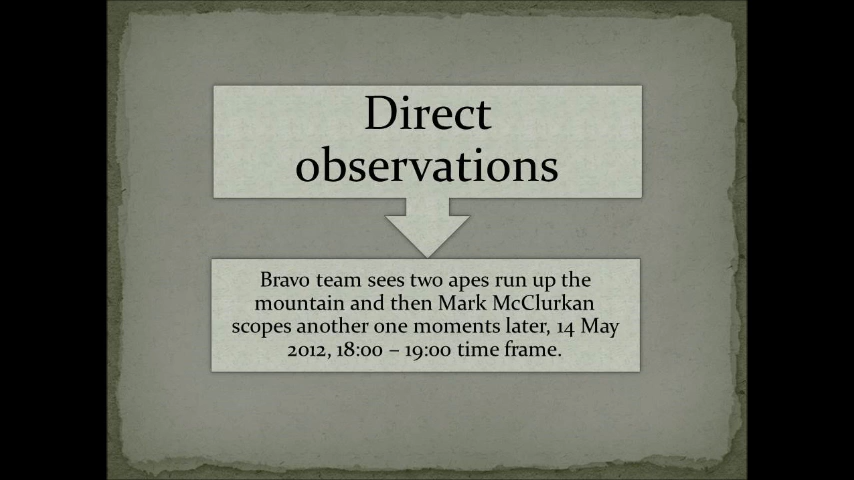 Direct
observations
Bravo team sees two apes run up the
mountain and then Mark McClurkan
scopes another one moments later, 14 May
2012, 18:00 – 19:00 time frame.